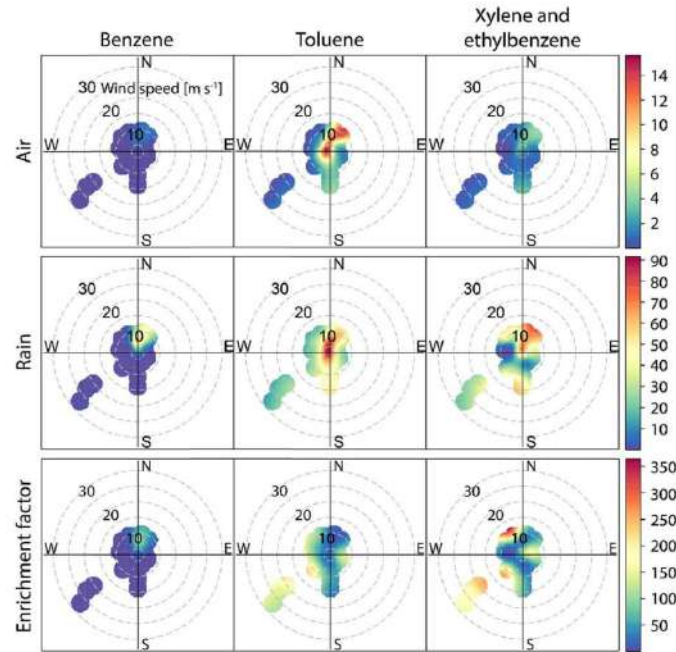 Benzene
Toluene
Xylene and
ethylbenzene
Air
N
30
Wind speed [m s⁻¹]
20
10
W
E
S
N
30
20
10
W
E
S
N
30
20
10
W
E
S
14
12
10
8
6
4
2
Rain
N
30
20
10
W
E
S
N
30
20
10
W
E
S
N
30
20
10
W
E
S
90
80
70
60
50
40
30
20
10
Enrichment factor
N
30
20
10
W
E
S
N
30
20
10
W
E
S
N
30
20
10
W
E
S
350
300
250
200
150
100
50